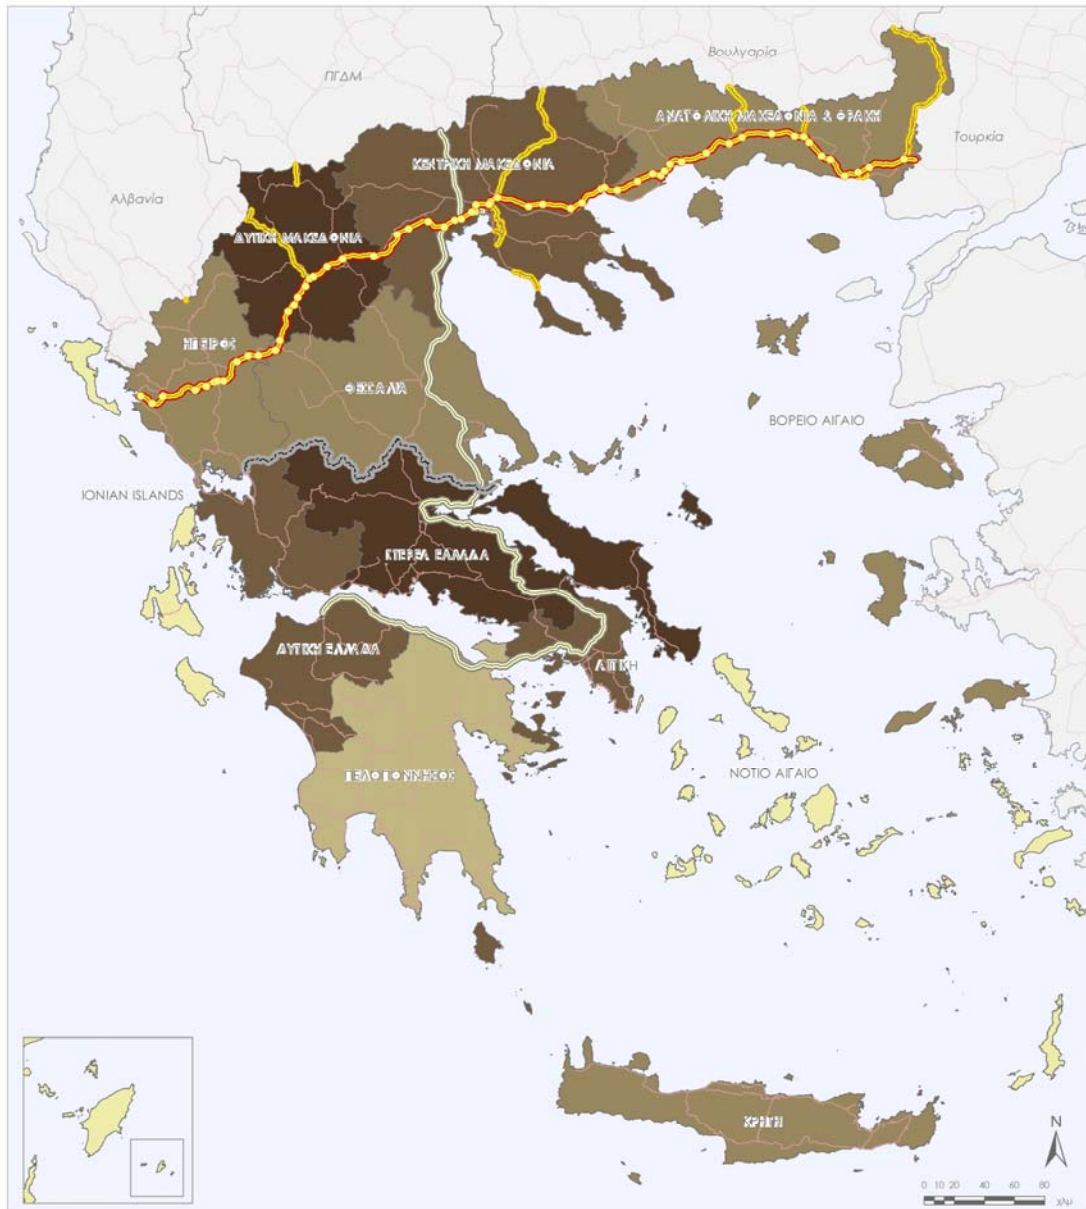 Βουλγαρία
ΠΓΔΜ
ΑΝΑΤΟΛΙΚΗ ΜΑΚΕΔΟΝΙΑ & ΘΡΑΚΗ
Τουρκία
ΚΕΝΤΡΙΚΗ ΜΑΚΕΔΟΝΙΑ
Αλβανία
ΔΥΤΙΚΗ ΜΑΚΕΔΟΝΙΑ
ΗΠΕΙΡΟΣ
ΘΕΣΣΑΛΙΑ
ΒΟΡΕΙΟ ΑΙΓΑΙΟ
IONIAN ISLANDS
ΣΤΕΡΕΑ ΕΛΛΑΔΑ
ΔΥΤΙΚΗ ΕΛΛΑΔΑ
ΑΤΤΙΚΗ
ΝΟΤΙΟ ΑΙΓΑΙΟ
ΠΕΛΟΠΟΝΝΗΣΟΣ
ΚΡΗΤΗ
N
0 10 20 40 60 80
χλμ